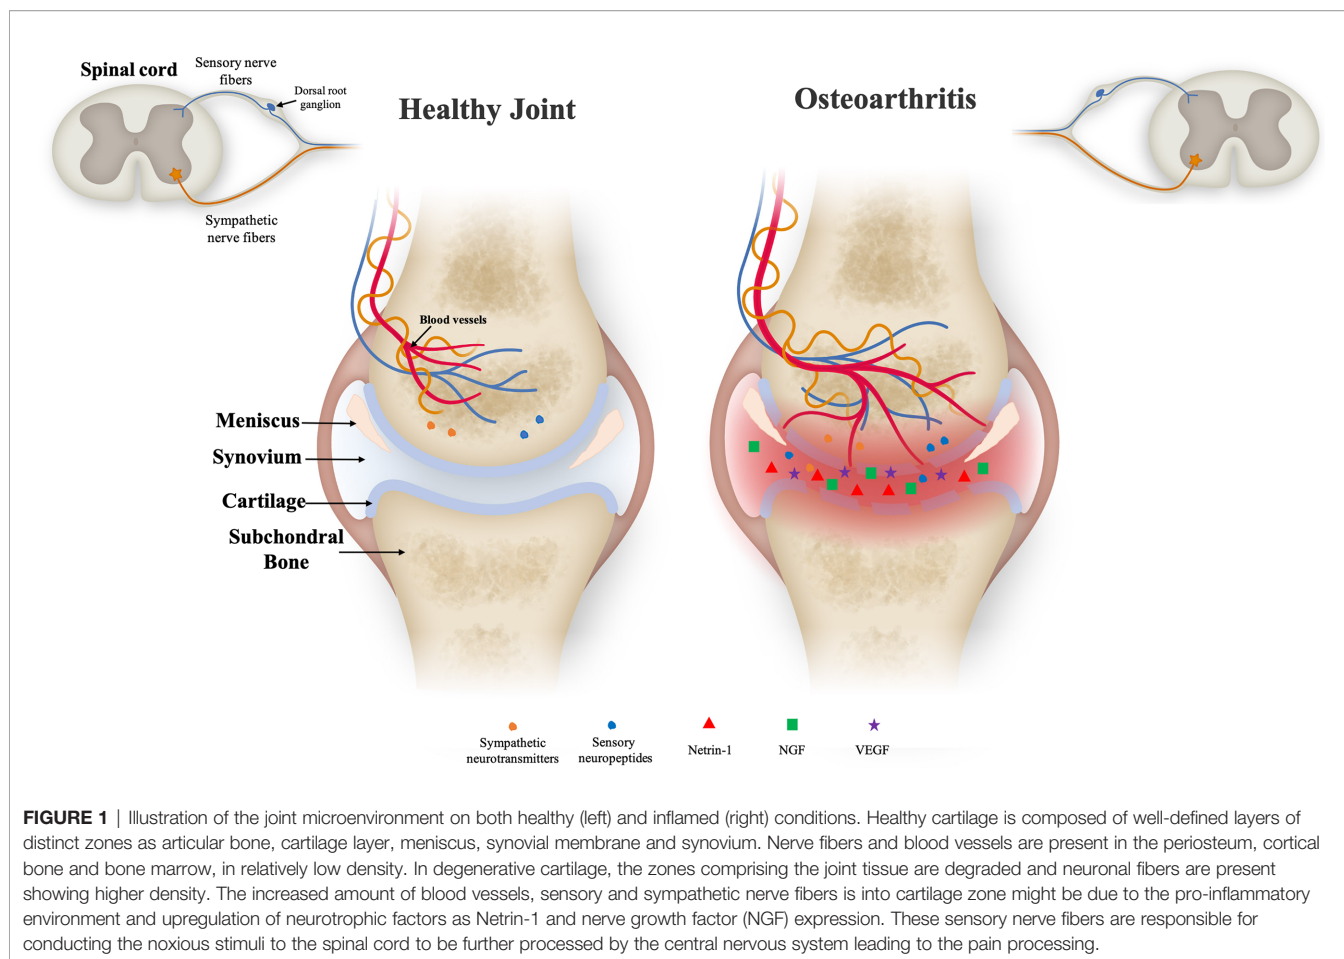 Spinal cord
Sensory nerve
fibers
Dorsal root
ganglion
Sympathetic
nerve fibers
Healthy Joint
Osteoarthritis
Blood vessels
Meniscus
Synovium
Cartilage
Subchondral
Bone
Sympathetic
neurotransmitters
Sensory
neuropeptides
Netrin-1
NGF
VEGF
FIGURE 1 | Illustration of the joint microenvironment on both healthy (left) and inflamed (right) conditions. Healthy cartilage is composed of well-defined layers of
distinct zones as articular bone, cartilage layer, meniscus, synovial membrane and synovium. Nerve fibers and blood vessels are present in the periosteum, cortical
bone and bone marrow, in relatively low density. In degenerative cartilage, the zones comprising the joint tissue are degraded and neuronal fibers are present
showing higher density. The increased amount of blood vessels, sensory and sympathetic nerve fibers is into cartilage zone might be due to the pro-inflammatory
environment and upregulation of neurotrophic factors as Netrin-1 and nerve growth factor (NGF) expression. These sensory nerve fibers are responsible for
conducting the noxious stimuli to the spinal cord to be further processed by the central nervous system leading to the pain processing.